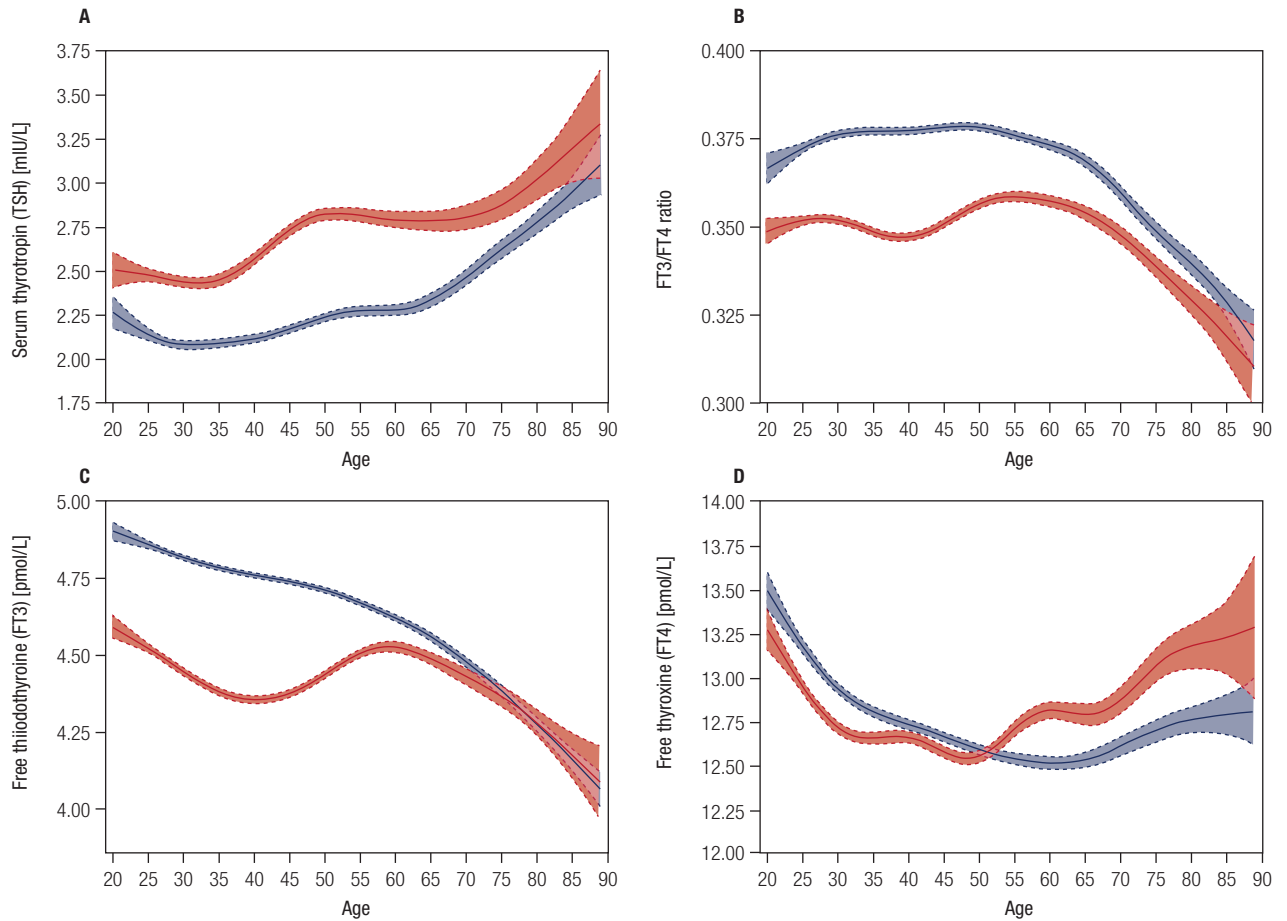 A
Serum thyrotropin (TSH) [mIU/L]
3.75
3.50
3.25
3.00
2.75
2.50
2.25
2.00
1.75
20 25 30 35 40 45 50 55 60 65 70 75 80 85 90
Age
B
FT3/FT4 ratio
0.400
0.375
0.350
0.325
0.300
20 25 30 35 40 45 50 55 60 65 70 75 80 85 90
Age
C
Free thiiodothyroine (FT3) [pmol/L]
5.00
4.75
4.50
4.25
4.00
20 25 30 35 40 45 50 55 60 65 70 75 80 85 90
Age
D
Free thyroxine (FT4) [pmol/L]
14.00
13.75
13.50
13.25
13.00
12.75
12.50
12.25
12.00
20 25 30 35 40 45 50 55 60 65 70 75 80 85 90
Age